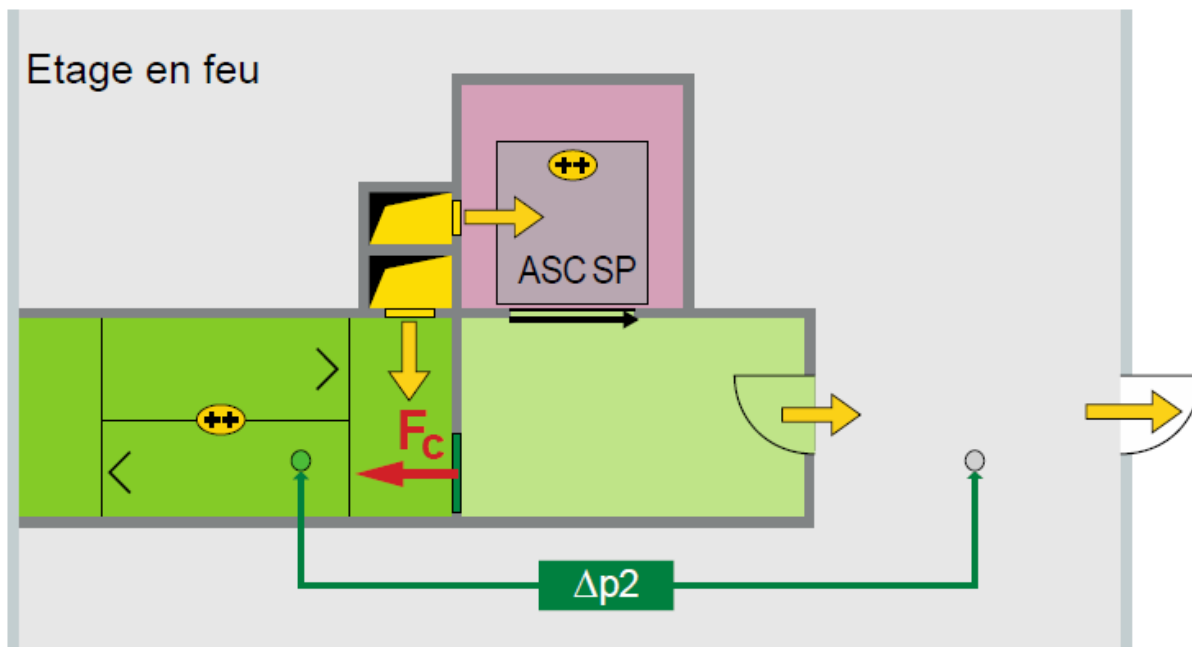 Etage en feu
++
ASC SP
++
Fc
Δp2